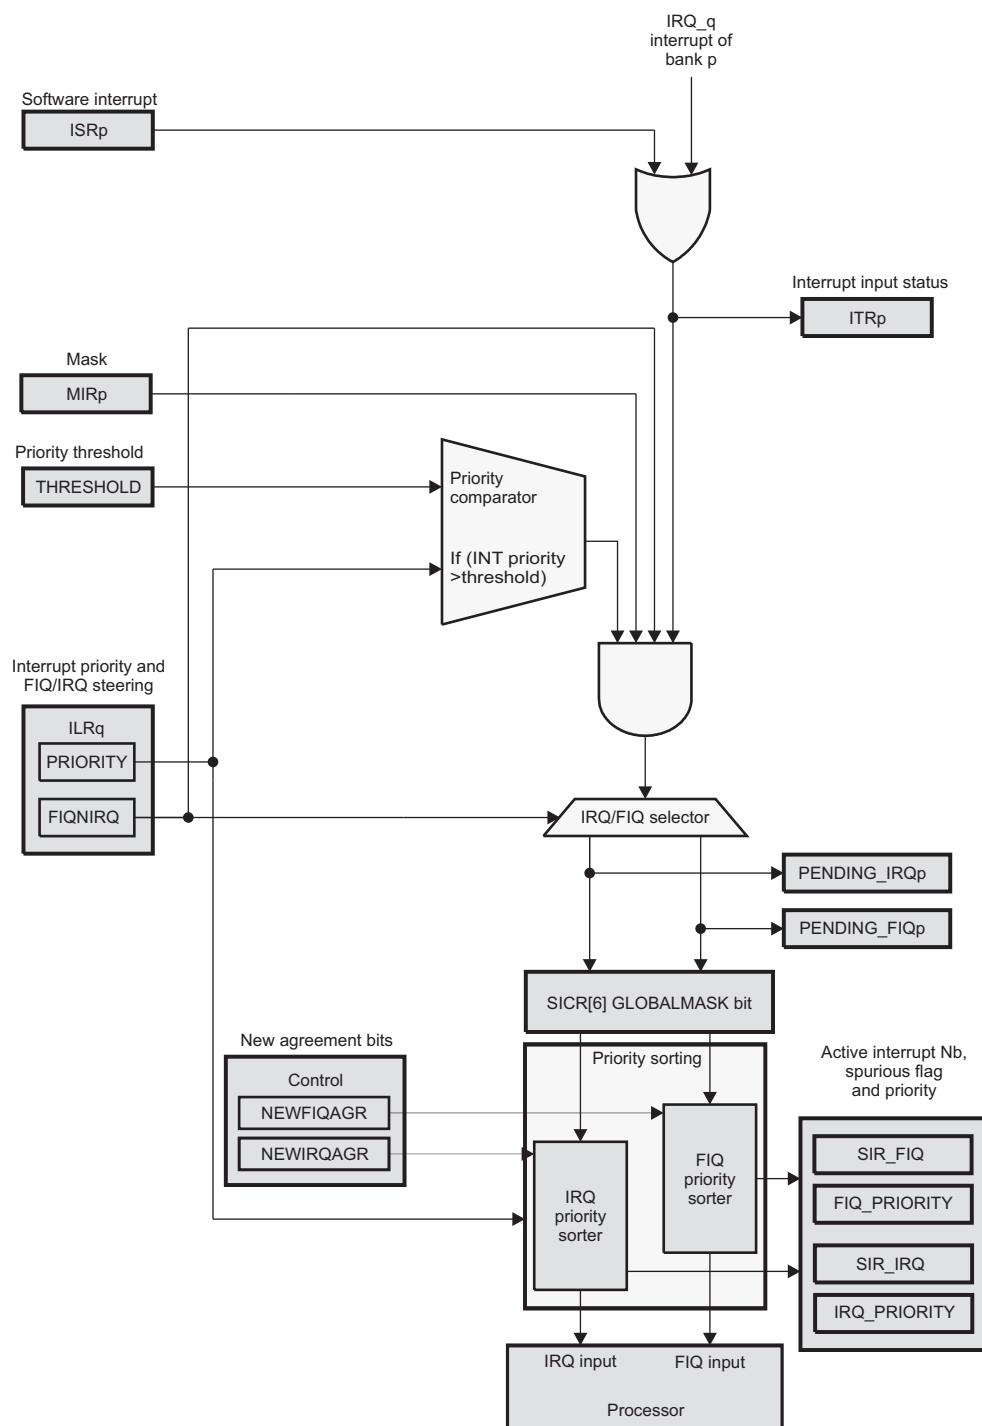 IRQ_q
interrupt of
bank p
Software interrupt
ISRp
Interrupt input status
ITRp
Mask
MIRp
Priority threshold
THRESHOLD
Priority
comparator
If (INT priority
>threshold)
Interrupt priority and
FIQ/IRQ steering
ILRq
PRIORITY
FIQNIRQ
IRQ/FIQ selector
PENDING_IRQp
PENDING_FIQp
SICR[6] GLOBALMASK bit
New agreement bits
Control
NEWFIQAGR
NEWIRQAGR
Priority sorting
IRQ
priority
sorter
FIQ
priority
sorter
Active interrupt Nb,
spurious flag
and priority
SIR_FIQ
FIQ_PRIORITY
SIR_IRQ
IRQ_PRIORITY
IRQ input
FIQ input
Processor